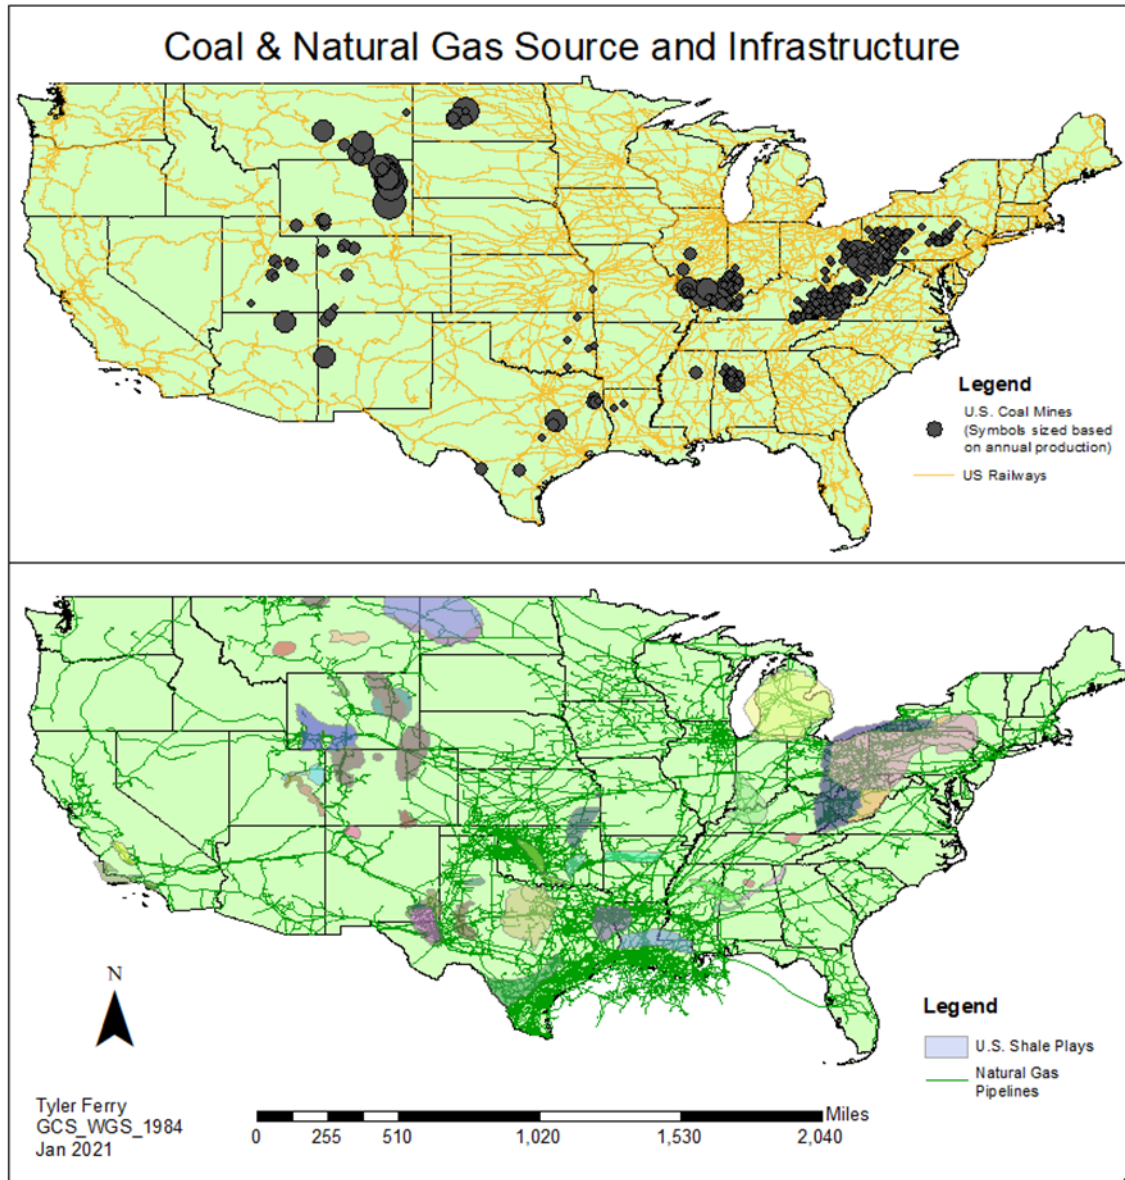 Coal & Natural Gas Source and Infrastructure
Legend
U.S. Coal Mines
(Symbols sized based
on annual production)
US Railways
N
Legend
U.S. Shale Plays
Natural Gas
Pipelines
Tyler Ferry
GCS_WGS_1984
Jan 2021
Miles
0 255 510 1,020 1,530 2,040